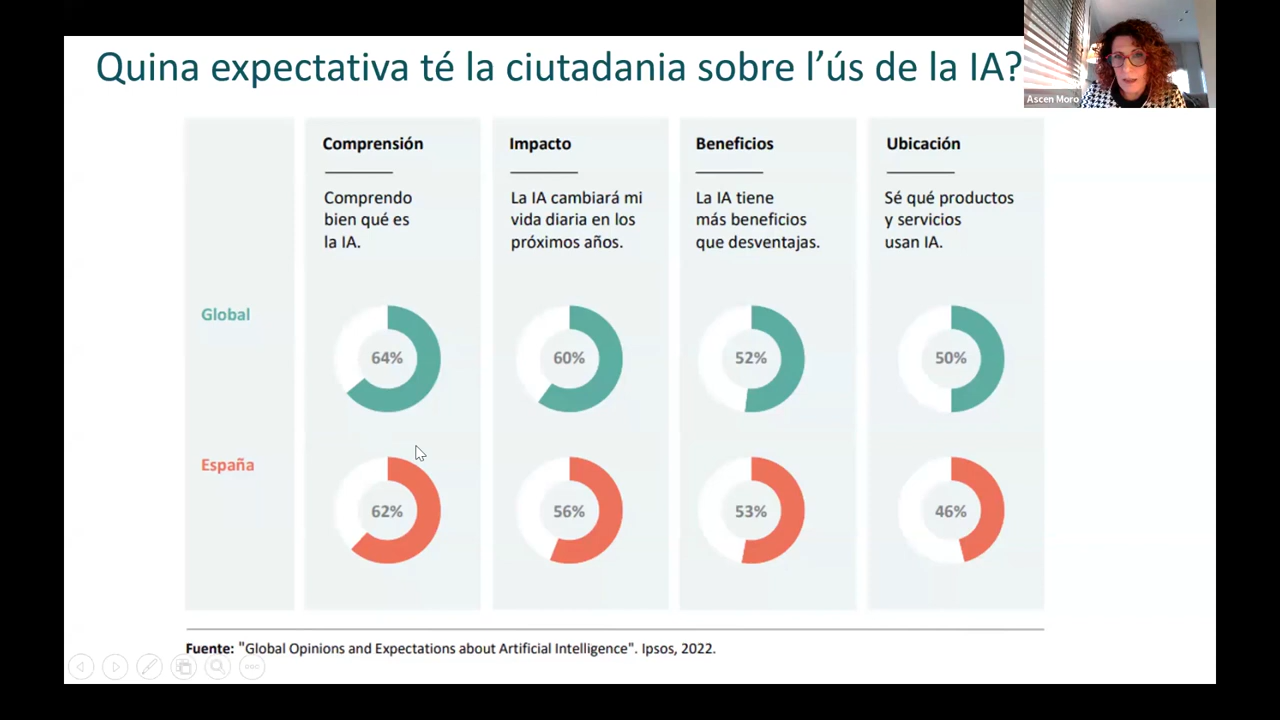 Quina expectativa té la ciutadania sobre l’ús de la IA?
Ascen Moro
Comprensión
Impacto
Beneficios
Ubicación
Comprendo
bien qué es
la IA.
La IA cambiará mi
vida diaria en los
próximos años.
La IA tiene
más beneficios
que desventajas.
Sé qué productos
y servicios
usan IA.
Global
64%
60%
52%
50%
España
62%
56%
53%
46%
Fuente: "Global Opinions and Expectations about Artificial Intelligence". Ipsos, 2022.